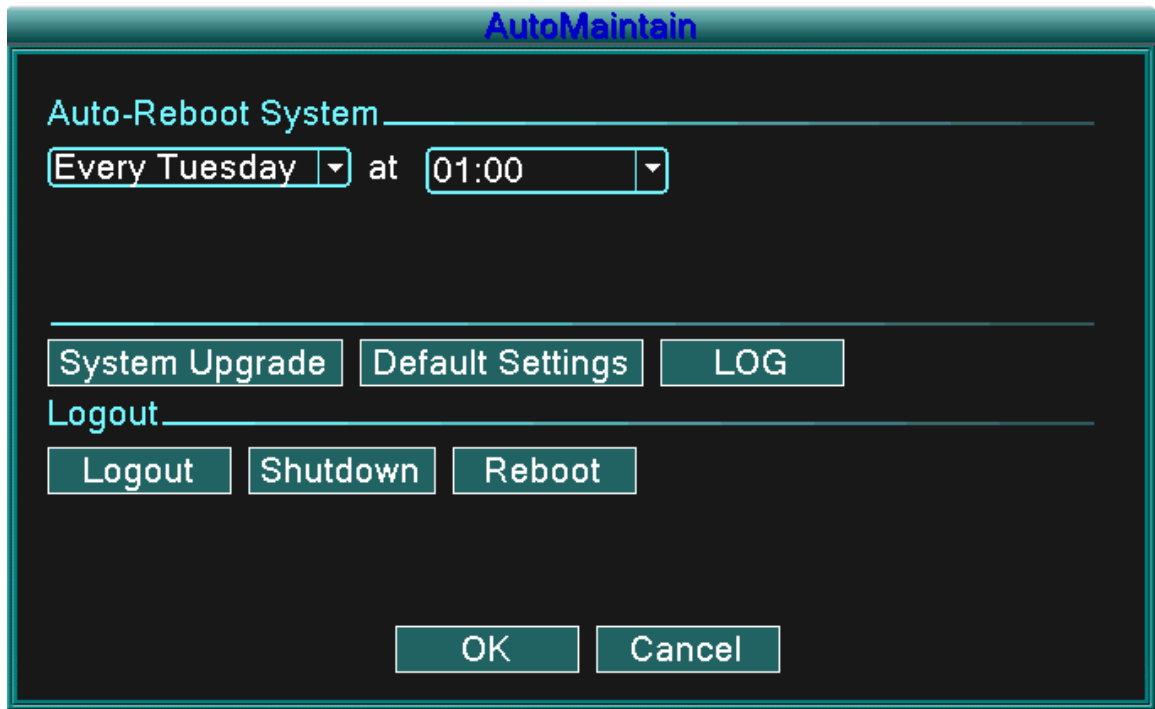 AutoMaintain
Auto-Reboot System
Every Tuesday at 01:00
System Upgrade Default Settings LOG
Logout
Logout Shutdown Reboot
OK Cancel